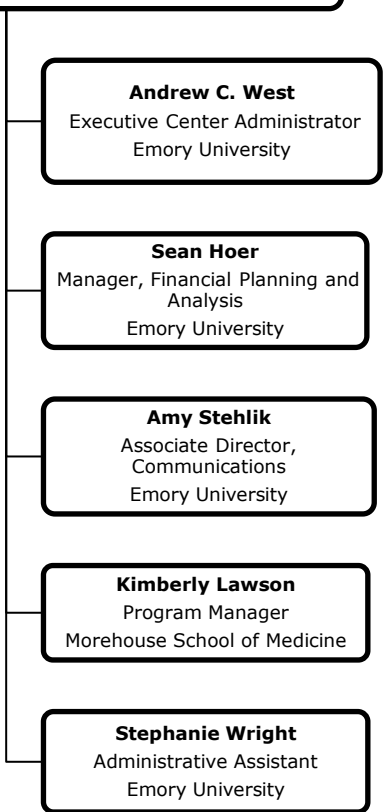 Andrew C. West
Executive Center Administrator
Emory University
Sean Hoer
Manager, Financial Planning and
Analysis
Emory University
Amy Stehlik
Associate Director,
Communications
Emory University
Kimberly Lawson
Program Manager
Morehouse School of Medicine
Stephanie Wright
Administrative Assistant
Emory University